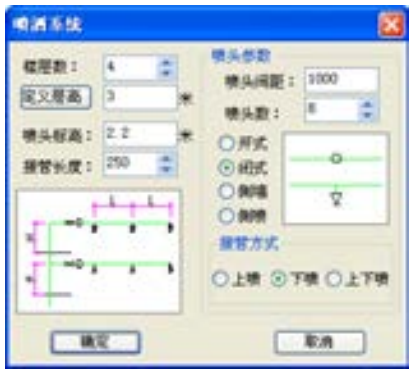 喷洒系统
楼层数： 4
定义层高 3 米
喷头标高： 2.2 米
接管长度： 250
喷头参数
喷头间距： 1000
喷头数： 8
开式
闭式
侧墙
侧喷
接管方式
上喷 下喷 上下喷
L L
确定 取消